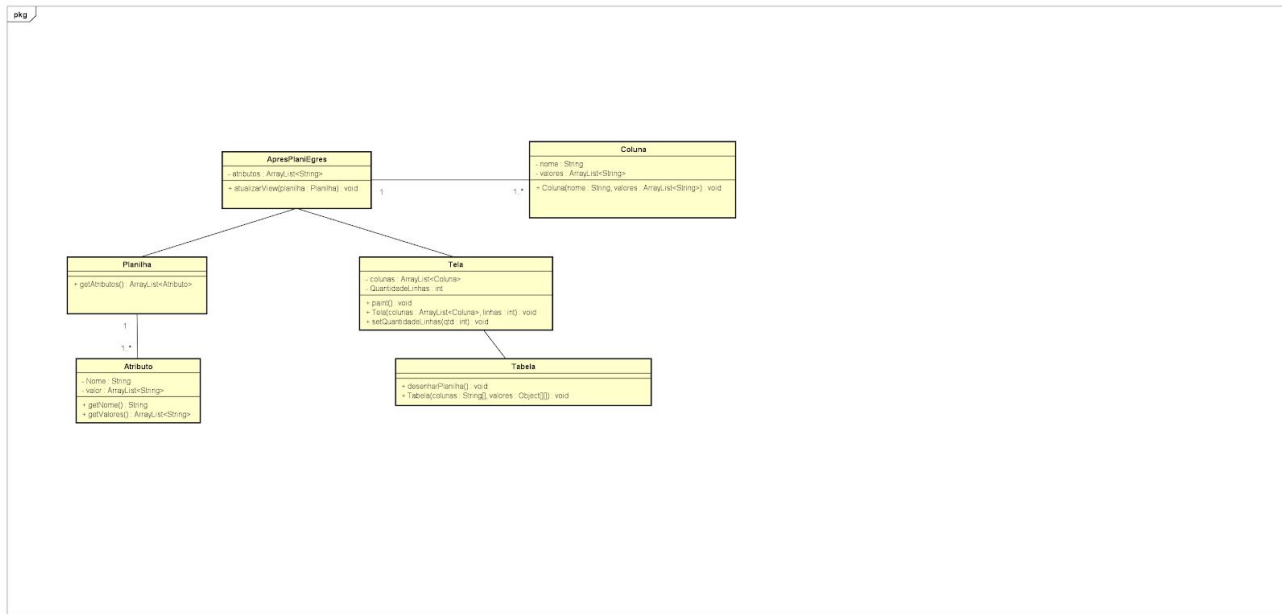 pkg
ApresPlaniEgres
- atributos : ArrayList<String>
+ atualizarView(planilha : Planilha) : void
1
1..*
Coluna
- nome : String
- valores : ArrayList<String>
+ Coluna(nome : String, valores : ArrayList<String>) : void
Planilha
+ getAtributos() : ArrayList<Atributo>
1
1..*
Atributo
- Nome : String
- valor : ArrayList<String>
+ getNome() : String
+ getValores() : ArrayList<String>
Tela
- colunas : ArrayList<Coluna>
- QuantidadeLinhas : int
+ paint() : void
+ Tela(colunas : ArrayList<Coluna>, linhas : int) : void
+ setQuantidadeLinhas(qtd : int) : void
Tabela
+ desenharPlanilha() : void
+ Tabela(colunas : String[], valores : Object[][]) : void